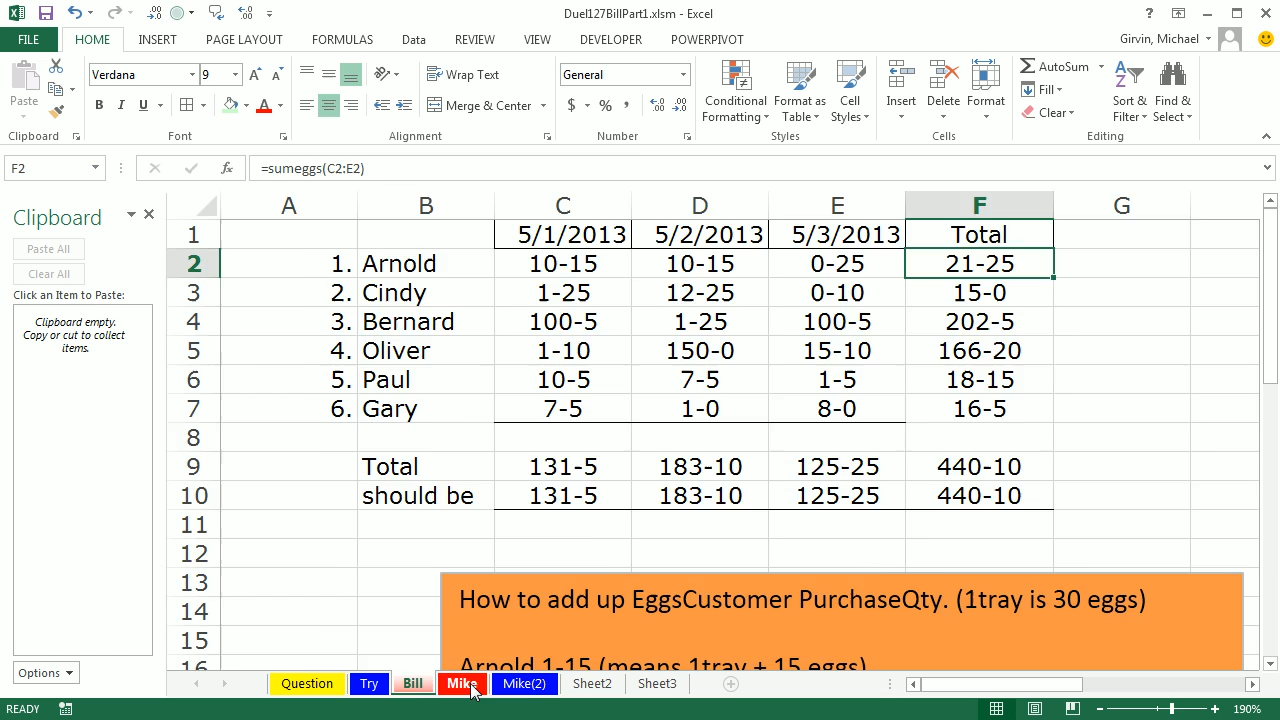 Duel127BillPart1.xlsm - Excel
FILE HOME INSERT PAGE LAYOUT FORMULAS Data REVIEW VIEW DEVELOPER POWERPIVOT Girvin, Michael
Paste Verdana 9 Wrap Text General Conditional Formatting Format as Table Cell Styles Insert Delete Format AutoSum
B I U Merge & Center $ % Fill
Clear Sort & Filter Find & Select
Clipboard Font Alignment Number Styles Cells Editing
F2 fx =sumeggs(C2:E2)
Clipboard
Paste All
Clear All
Click an Item to Paste:
Clipboard empty.
Copy or cut to collect
items.
Options
A B C D E F G
1 5/1/2013 5/2/2013 5/3/2013 Total
2 1. Arnold 10-15 10-15 0-25 21-25
3 2. Cindy 1-25 12-25 0-10 15-0
4 3. Bernard 100-5 1-25 100-5 202-5
5 4. Oliver 1-10 150-0 15-10 166-20
6 5. Paul 10-5 7-5 1-5 18-15
7 6. Gary 7-5 1-0 8-0 16-5
8
9 Total 131-5 183-10 125-25 440-10
10 should be 131-5 183-10 125-25 440-10
11
12
13
14
15
16
How to add up EggsCustomer PurchaseQty. (1tray is 30 eggs)
Arnold 1-15 (means 1tray + 15 eggs)
Question Try Bill Mike Mike(2) Sheet2 Sheet3
READY 190%